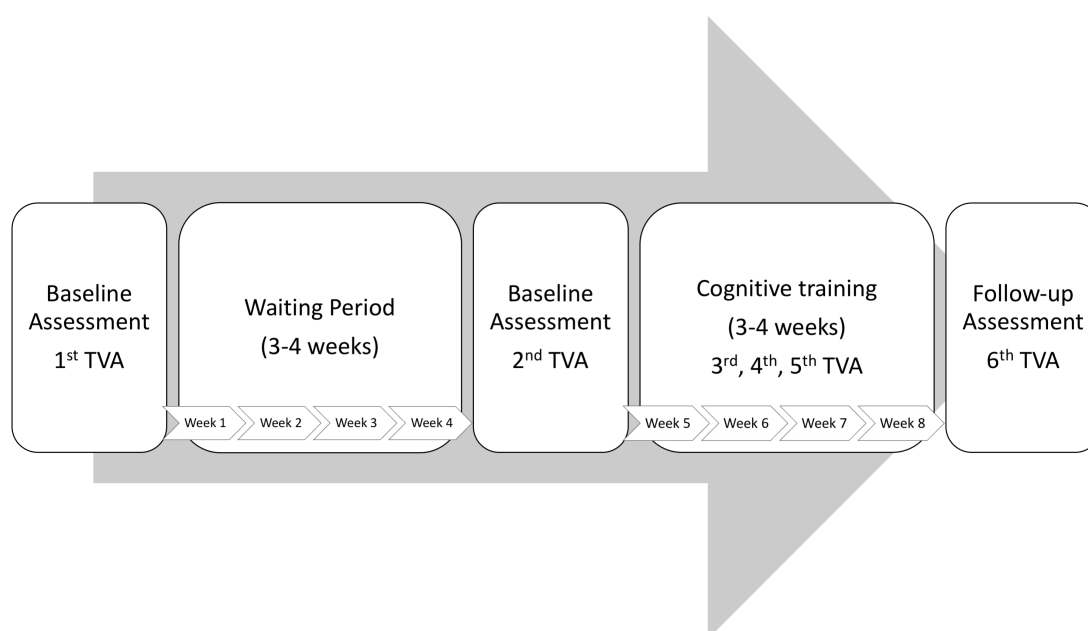 Baseline
Assessment
1st TVA
Waiting Period
(3-4 weeks)
Week 1
Week 2
Week 3
Week 4
Baseline
Assessment
2nd TVA
Cognitive training
(3-4 weeks)
3rd, 4th, 5th TVA
Week 5
Week 6
Week 7
Week 8
Follow-up
Assessment
6th TVA